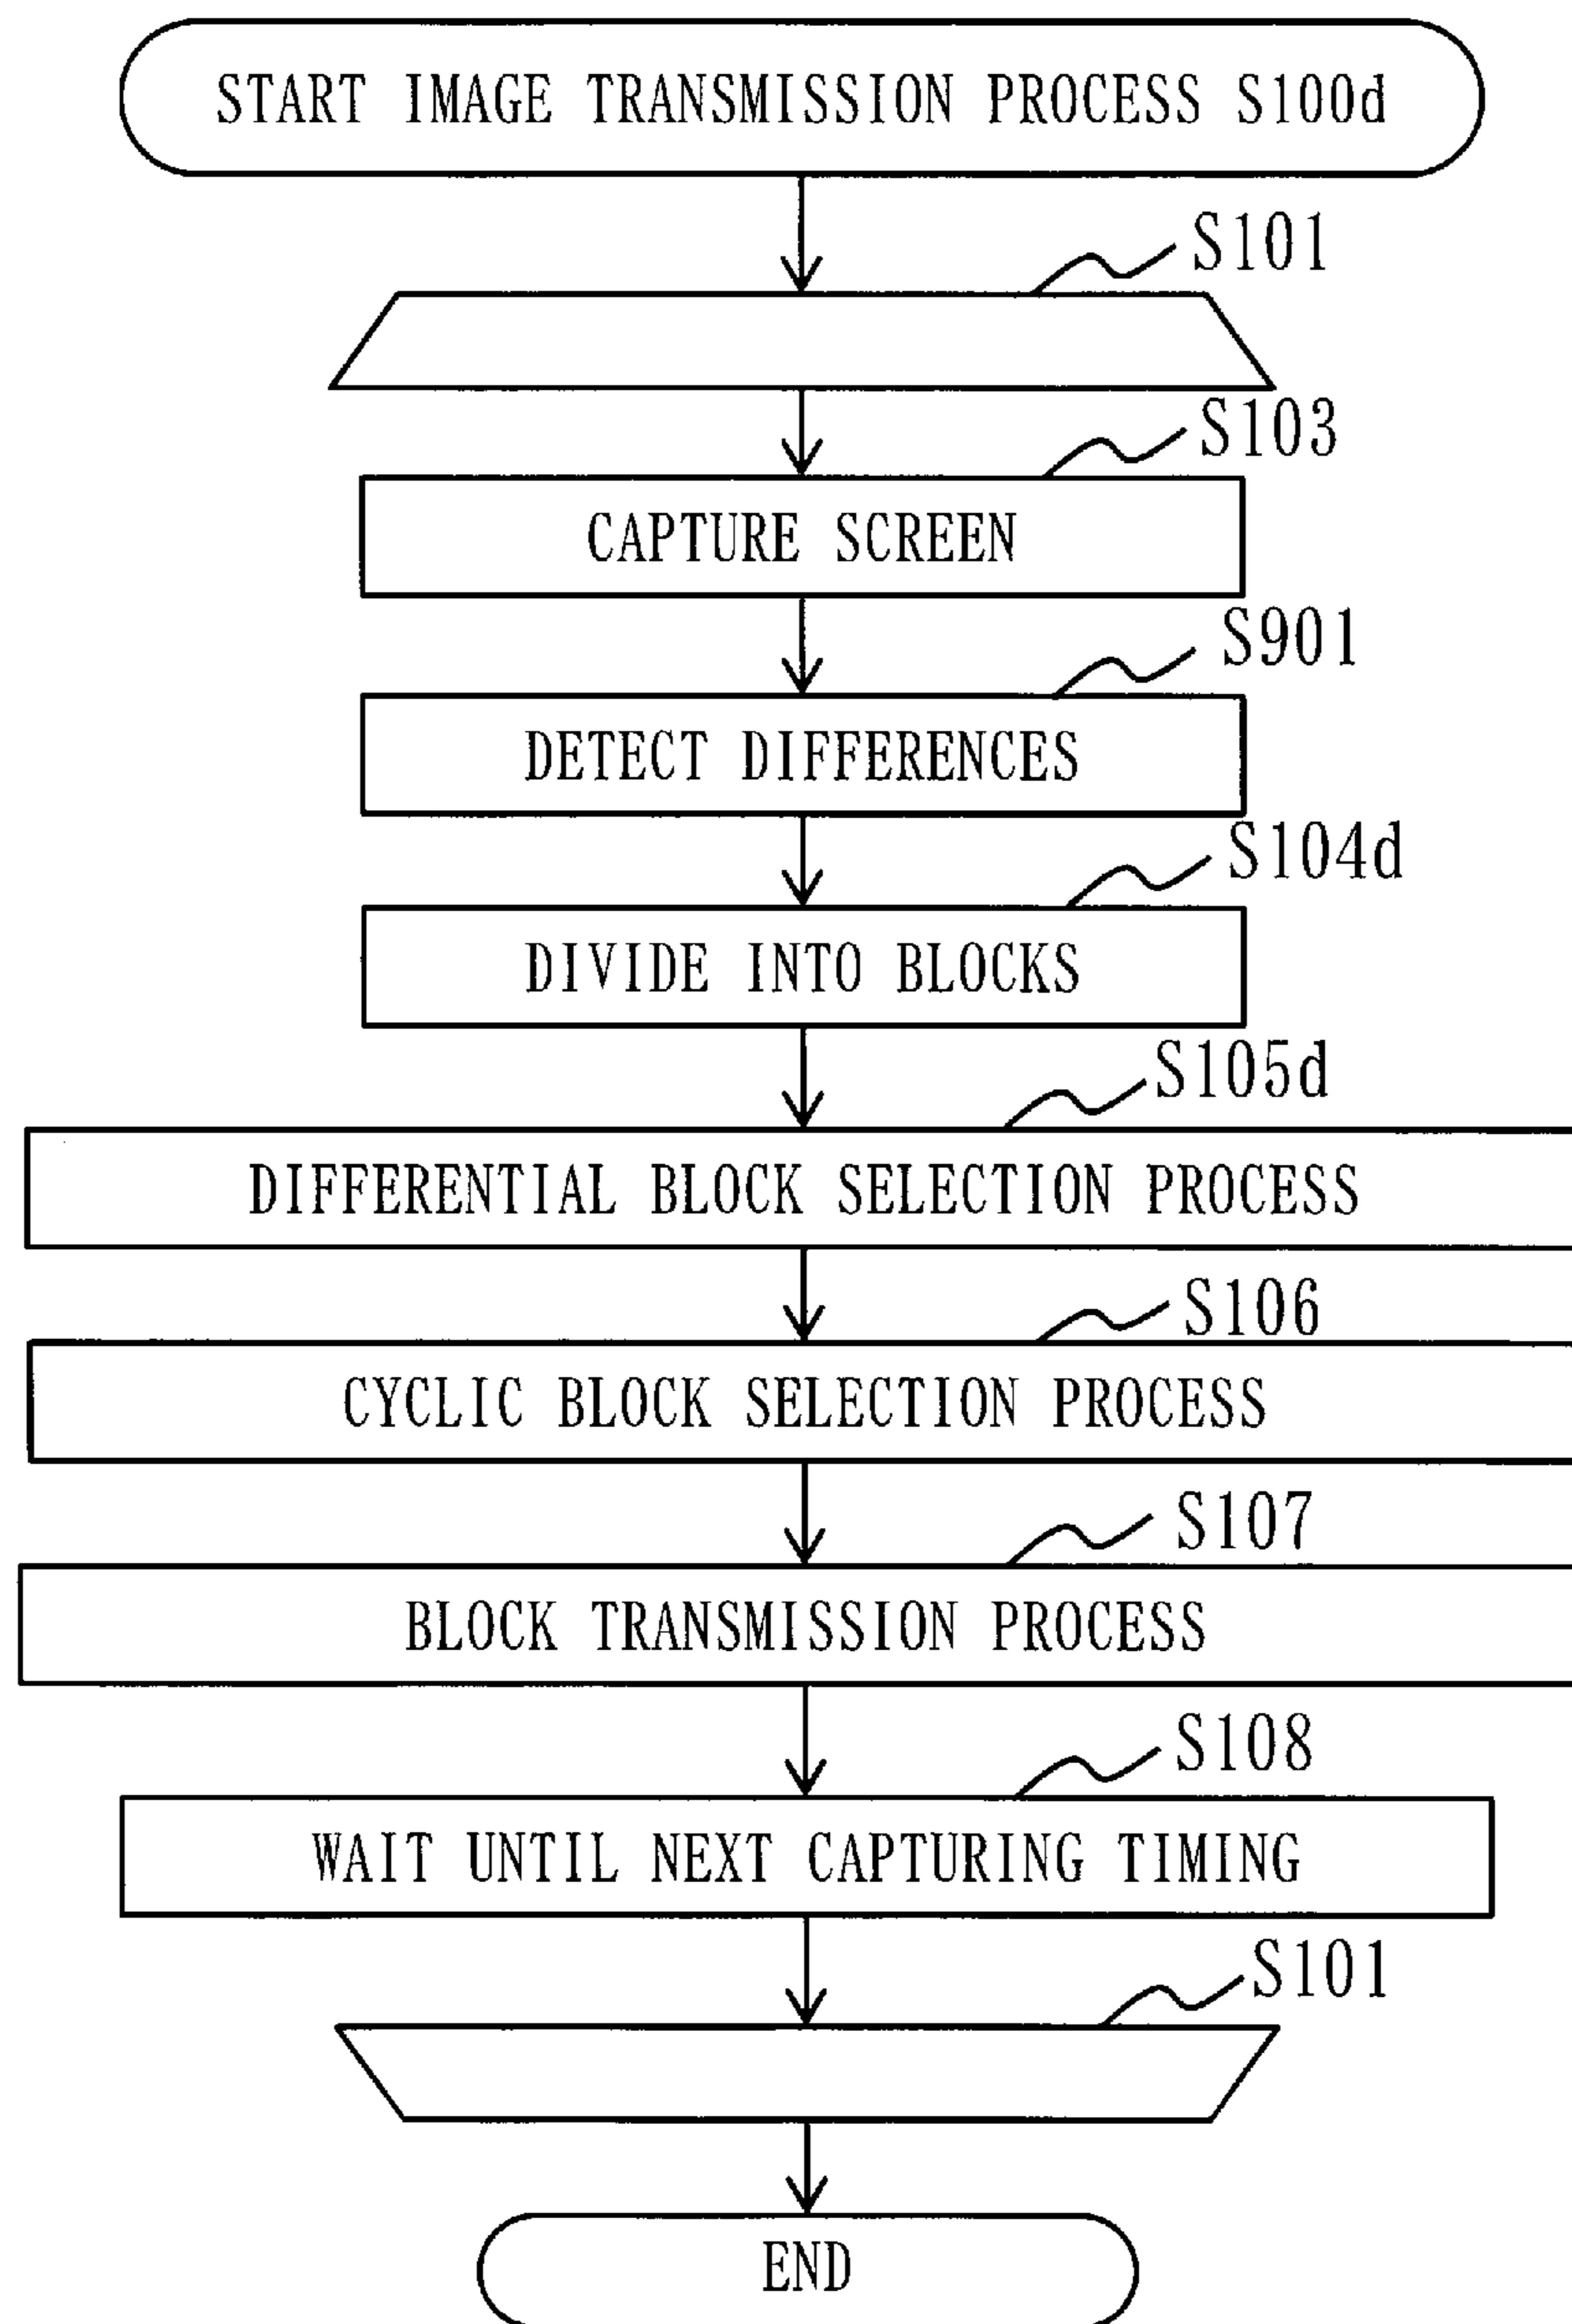 START IMAGE TRANSMISSION PROCESS S100d
S101
S103
CAPTURE SCREEN
S901
DETECT DIFFERENCES
S104d
DIVIDE INTO BLOCKS
S105d
DIFFERENTIAL BLOCK SELECTION PROCESS
S106
CYCLIC BLOCK SELECTION PROCESS
S107
BLOCK TRANSMISSION PROCESS
S108
WAIT UNTIL NEXT CAPTURING TIMING
S101
END